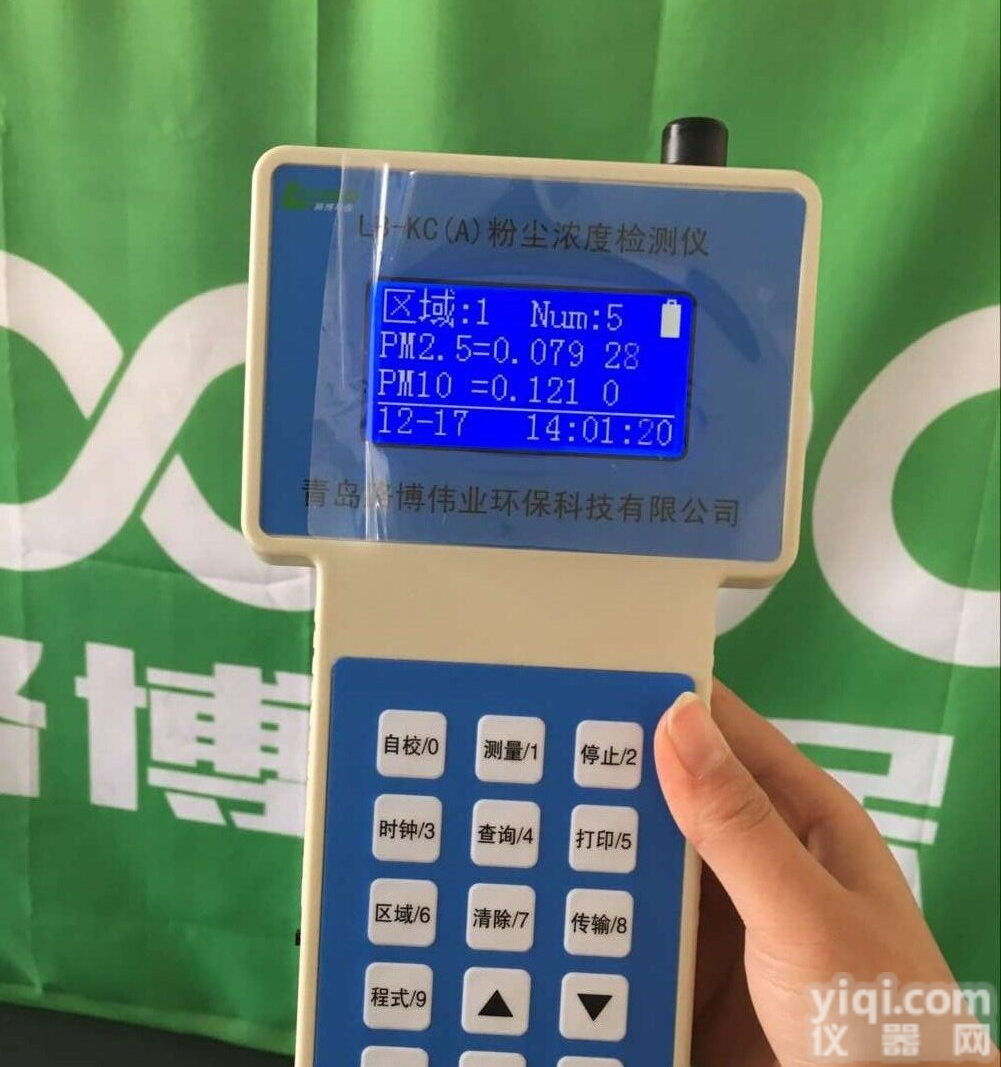 LB-KC(A)粉尘浓度检测仪
区域:1 Num:5
PM2.5=0.079 28
PM10 =0.121 0
12-17 14:01:20
青岛路博伟业环保科技有限公司
路博
自校/0 测量/1 停止/2
时钟/3 查询/4 打印/5
区域/6 清除/7 传输/8
程式/9 ▲ ▼
yiqi.com
仪器网